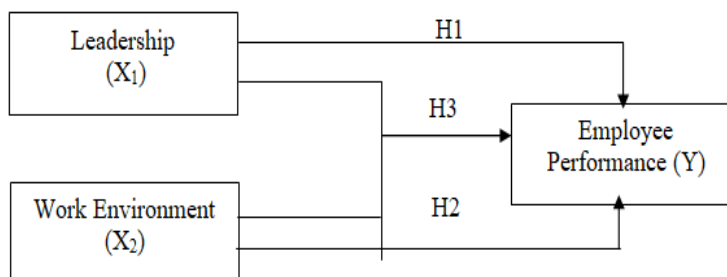 Leadership
(X₁)
H1
H3
Employee
Performance (Y)
Work Environment
(X₂)
H2